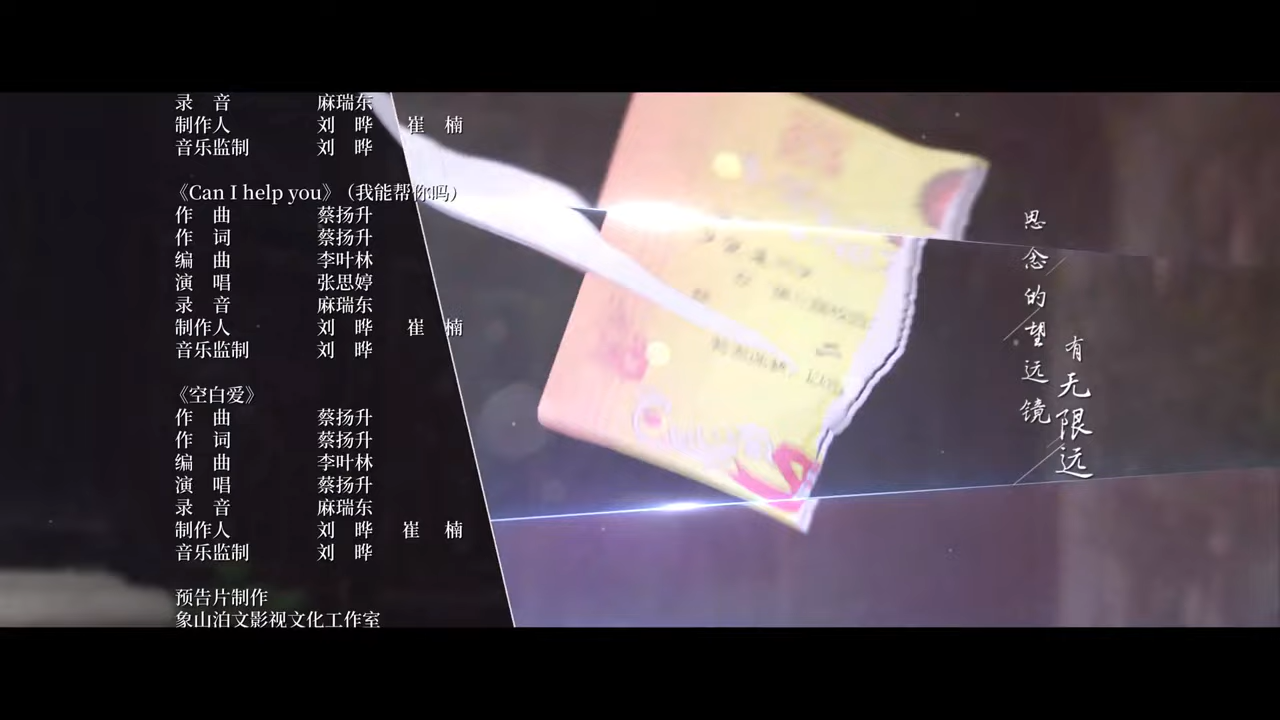 录 音 麻瑞东
制作人 刘 晔 崔 楠
音乐监制 刘 晔
《Can I help you》（我能帮你吗）
作 曲 蔡扬升
作 词 蔡扬升
编 曲 李叶林
演 唱 张思婷
录 音 麻瑞东
制作人 刘 晔 崔 楠
音乐监制 刘 晔
《空白爱》
作 曲 蔡扬升
作 词 蔡扬升
编 曲 李叶林
演 唱 蔡扬升
录 音 麻瑞东
制作人 刘 晔 崔 楠
音乐监制 刘 晔
预告片制作
象山泊文影视文化工作室
思念的望远镜
有无限远